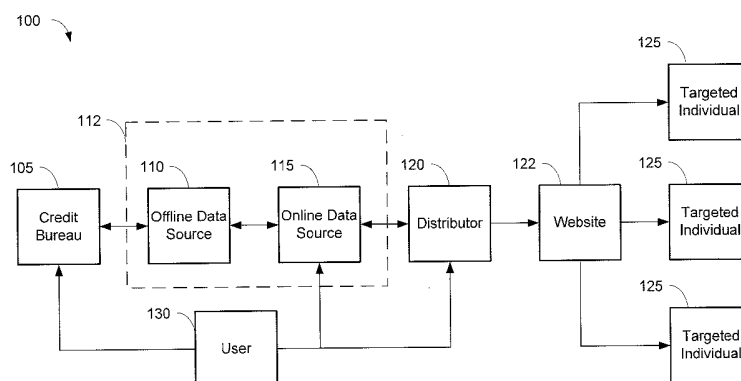 100
125
Targeted
Individual
112
105
110
115
120
122
125
Credit
Bureau
Offline Data
Source
Online Data
Source
Distributor
Website
Targeted
Individual
130
User
125
Targeted
Individual